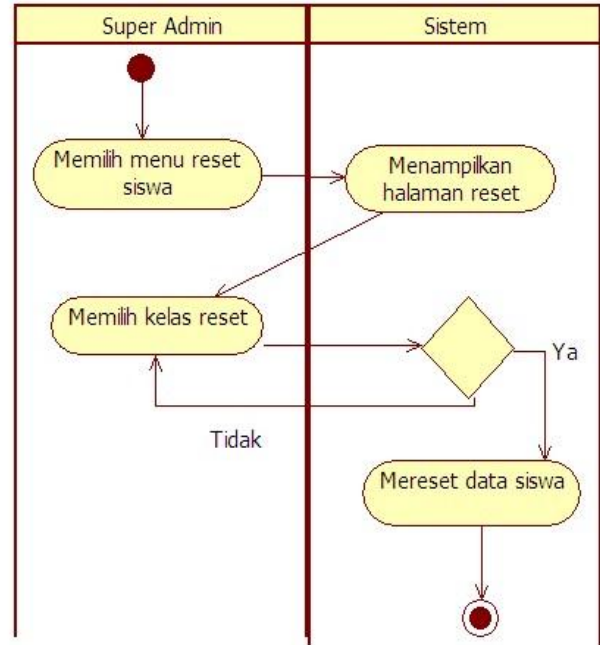 Super Admin
Sistem
Memilih menu reset
siswa
Menampilkan
halaman reset
Memilih kelas reset
Ya
Tidak
Mereset data siswa